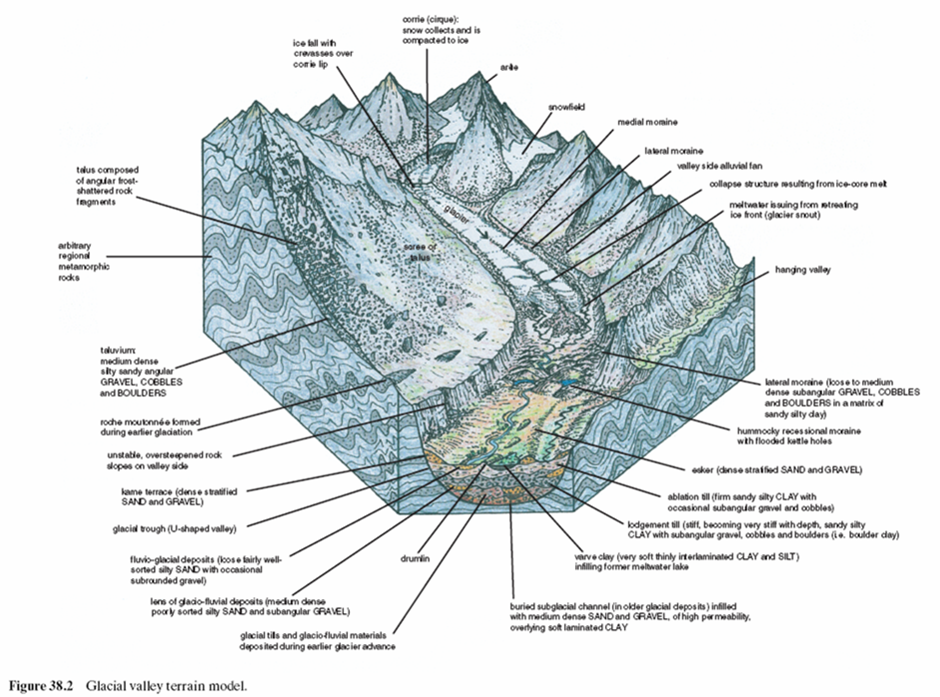 corrie (cirque):
snow collects and is
compacted to ice
ice fall with
crevasses over
corrie lip
arête
snowfield
medial moraine
lateral moraine
valley side alluvial fan
collapse structure resulting from ice-core melt
meltwater issuing from retreating
ice front (glacier snout)
talus composed
of angular frost-
shattered rock
fragments
glacier
scree or
talus
arbitrary
regional
metamorphic
rocks
hanging valley
taluvium:
medium dense
silty sandy angular
GRAVEL, COBBLES
and BOULDERS
lateral moraine (loose to medium
dense subangular GRAVEL, COBBLES
and BOULDERS in a matrix of
sandy silty clay)
roche moutonnée formed
during earlier glaciation
hummocky recessional moraine
with flooded kettle holes
unstable, oversteepened rock
slopes on valley side
esker (dense stratified SAND and GRAVEL)
kame terrace (dense stratified
SAND and GRAVEL)
ablation till (firm sandy silty CLAY with
occasional subangular gravel and cobbles)
glacial trough (U-shaped valley)
lodgement till (stiff, becoming very stiff with depth, sandy silty
CLAY with subangular gravel, cobbles and boulders (i.e. boulder clay)
fluvio-glacial deposits (loose fairly well-
sorted silty SAND with occasional
subrounded gravel)
drumlin
varve clay (very soft thinly interlaminated CLAY and SILT)
infilling former meltwater lake
lens of glacio-fluvial deposits (medium dense
poorly sorted silty SAND and subangular GRAVEL)
buried subglacial channel (in older glacial deposits) infilled
with medium dense SAND and GRAVEL, of high permeability,
overlying soft laminated CLAY
glacial tills and glacio-fluvial materials
deposited during earlier glacier advance
Figure 38.2 Glacial valley terrain model.